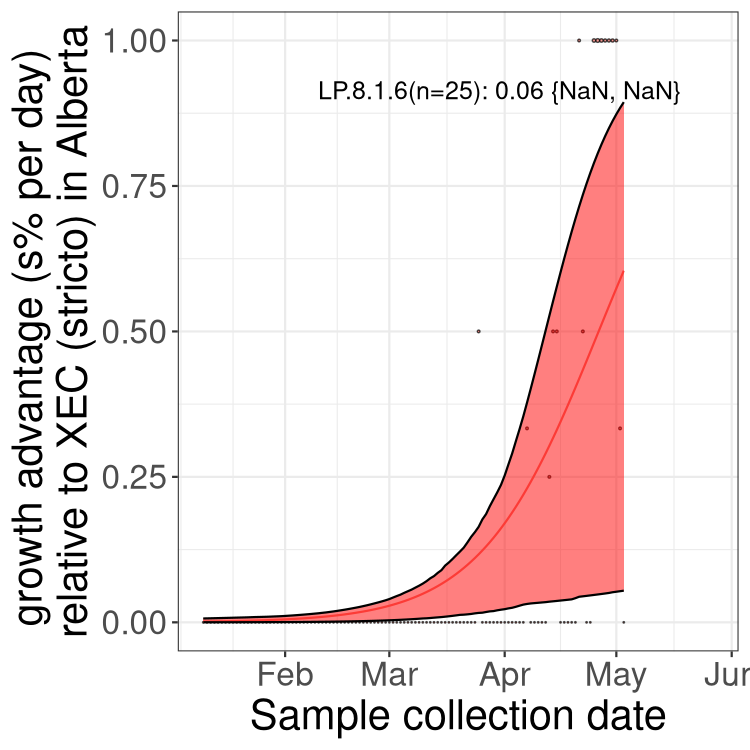 growth advantage (s% per day)
relative to XEC (stricto) in Alberta
1.00
0.75
0.50
0.25
0.00
LP.8.1.6(n=25): 0.06 {NaN, NaN}
Feb Mar Apr May Jun
Sample collection date